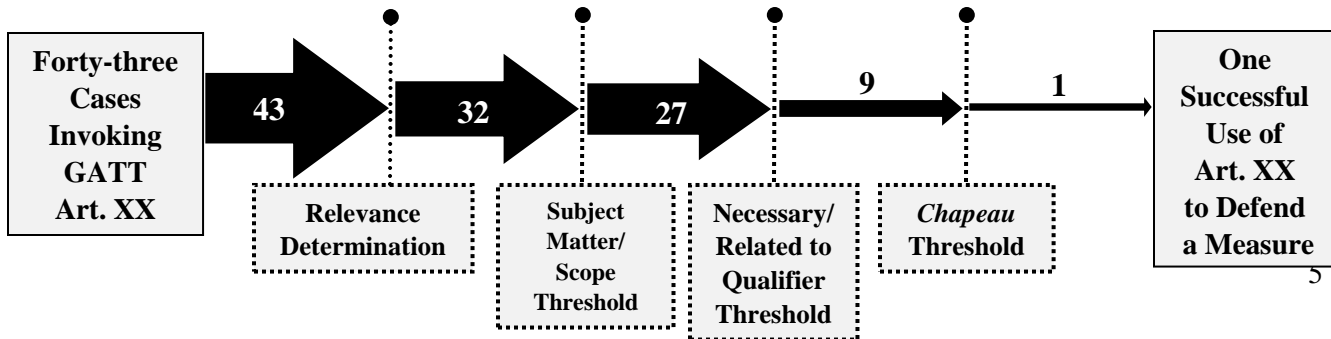 Forty-three
Cases
Invoking
GATT
Art. XX
43
32
27
9
1
Relevance
Determination
Subject
Matter/
Scope
Threshold
Necessary/
Related to
Qualifier
Threshold
Chapeau
Threshold
One
Successful
Use of
Art. XX
to Defend
a Measure
5